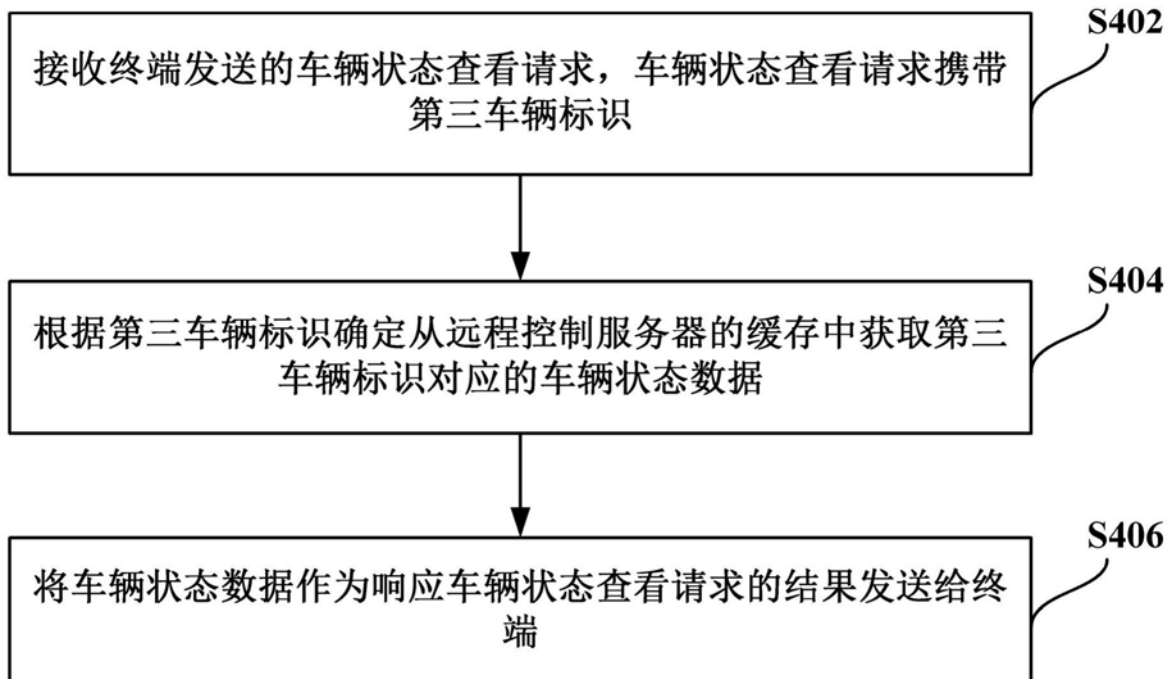 S402
接收终端发送的车辆状态查看请求，车辆状态查看请求携带
第三车辆标识
S404
根据第三车辆标识确定从远程控制服务器的缓存中获取第三
车辆标识对应的车辆状态数据
S406
将车辆状态数据作为响应车辆状态查看请求的结果发送给终
端